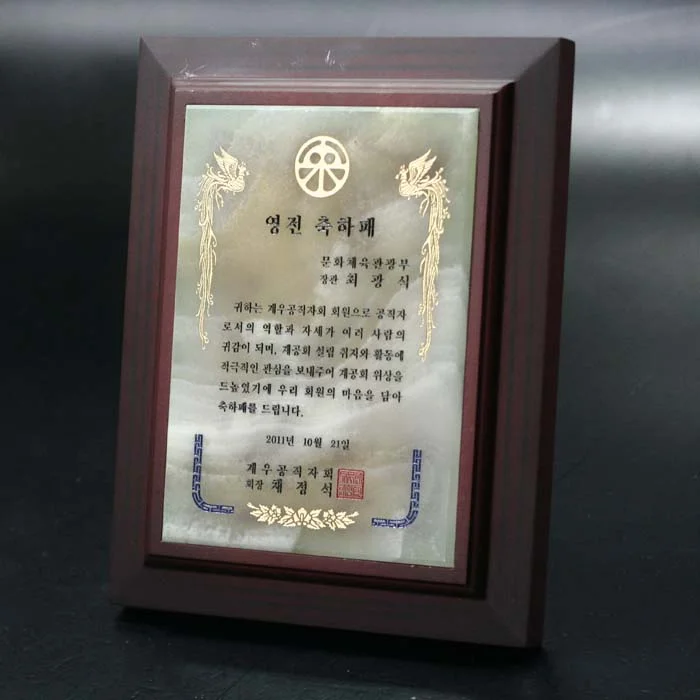 영전 축하패
문화체육관광부
장관 최 광 식
귀하는 계우공직자회 회원으로 공직자
로서의 역할과 자세가 여러 사람의
귀감이 되며, 계공회 설립 취지와 활동에
적극적인 관심을 보내주어 계공회 위상을
드높였기에 우리 회원의 마음을 담아
축하패를 드립니다.
2011년 10월 21일
계우공직자회
회장 채 정 석